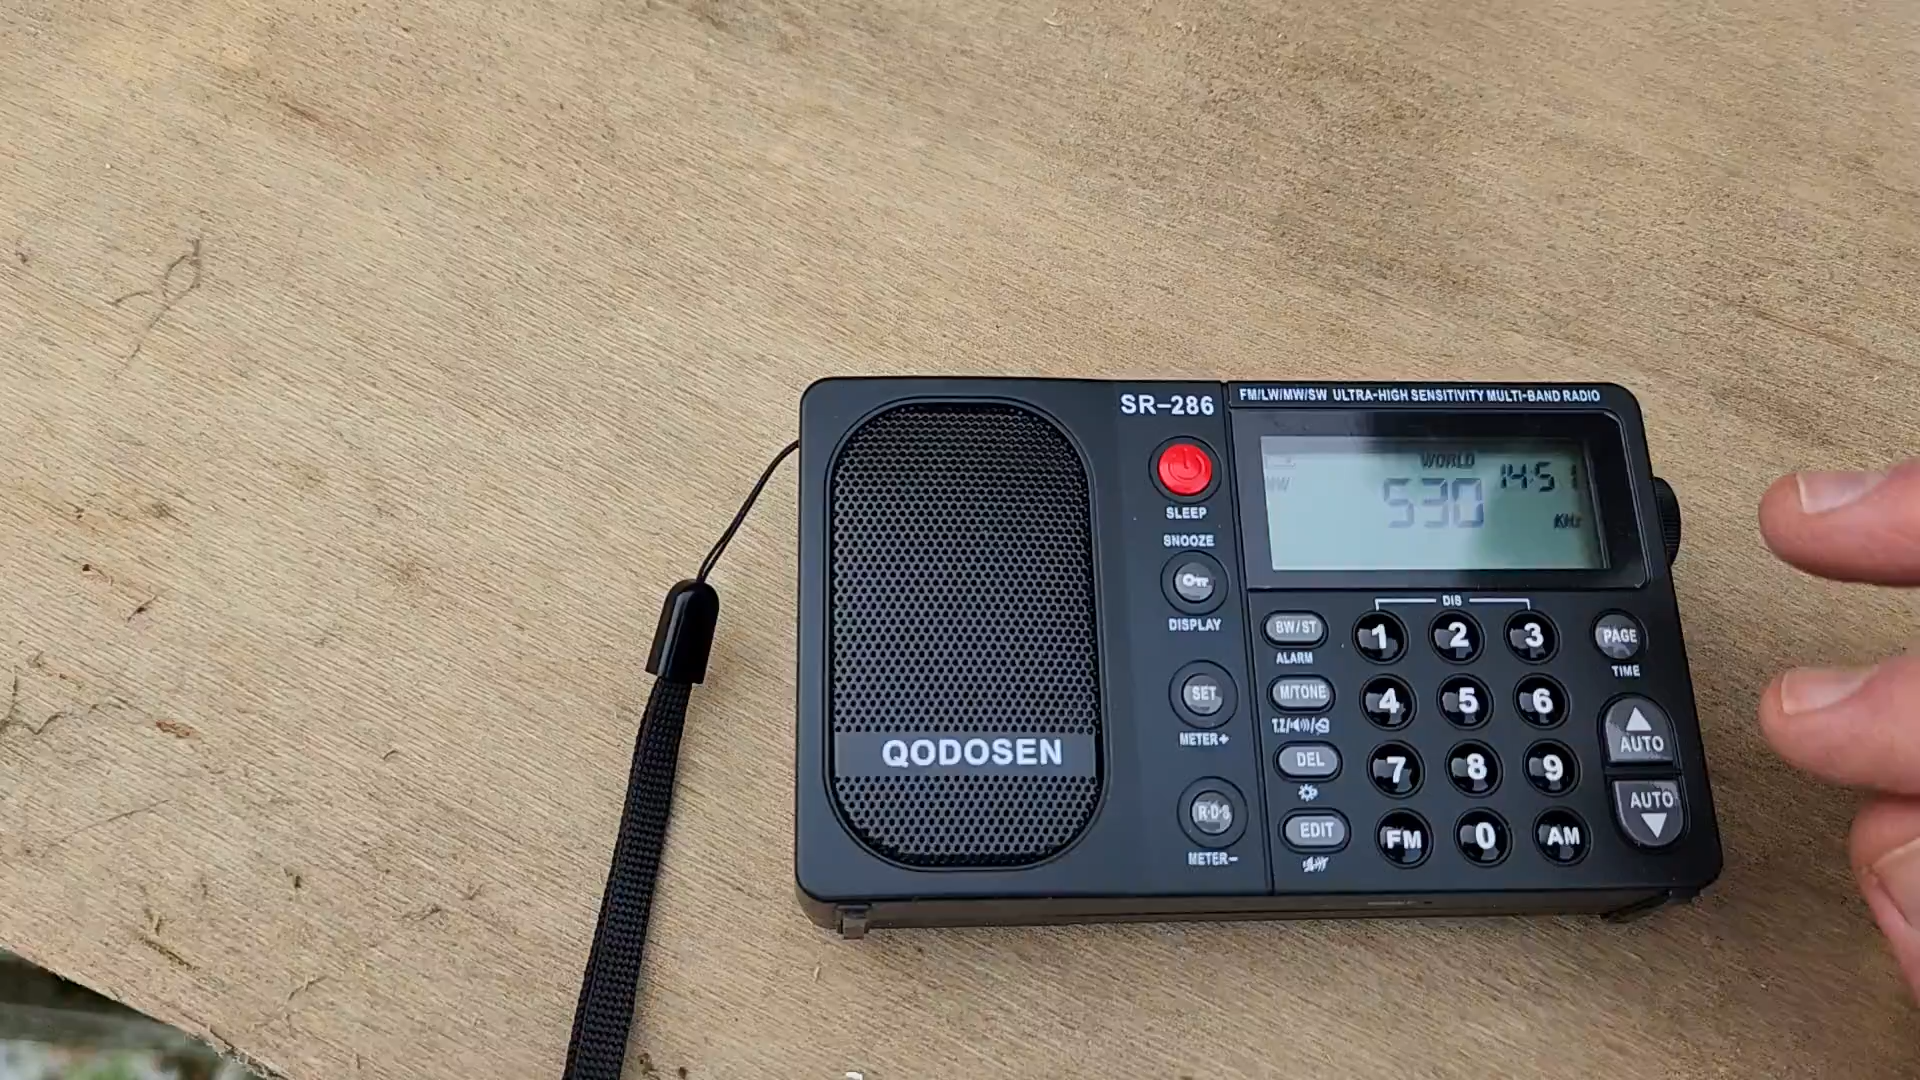 SR-286
FM/LW/MW/SW ULTRA-HIGH SENSITIVITY MULTI-BAND RADIO
WORLD
14:51
MW
530
KHz
SLEEP
SNOOZE
DISPLAY
SET
METER+
R·D·S
METER-
QODOSEN
DIS
BW/ST
1
2
3
PAGE
ALARM
TIME
M/TONE
4
5
6
T.Z/
AUTO
DEL
7
8
9
AUTO
EDIT
FM
0
AM